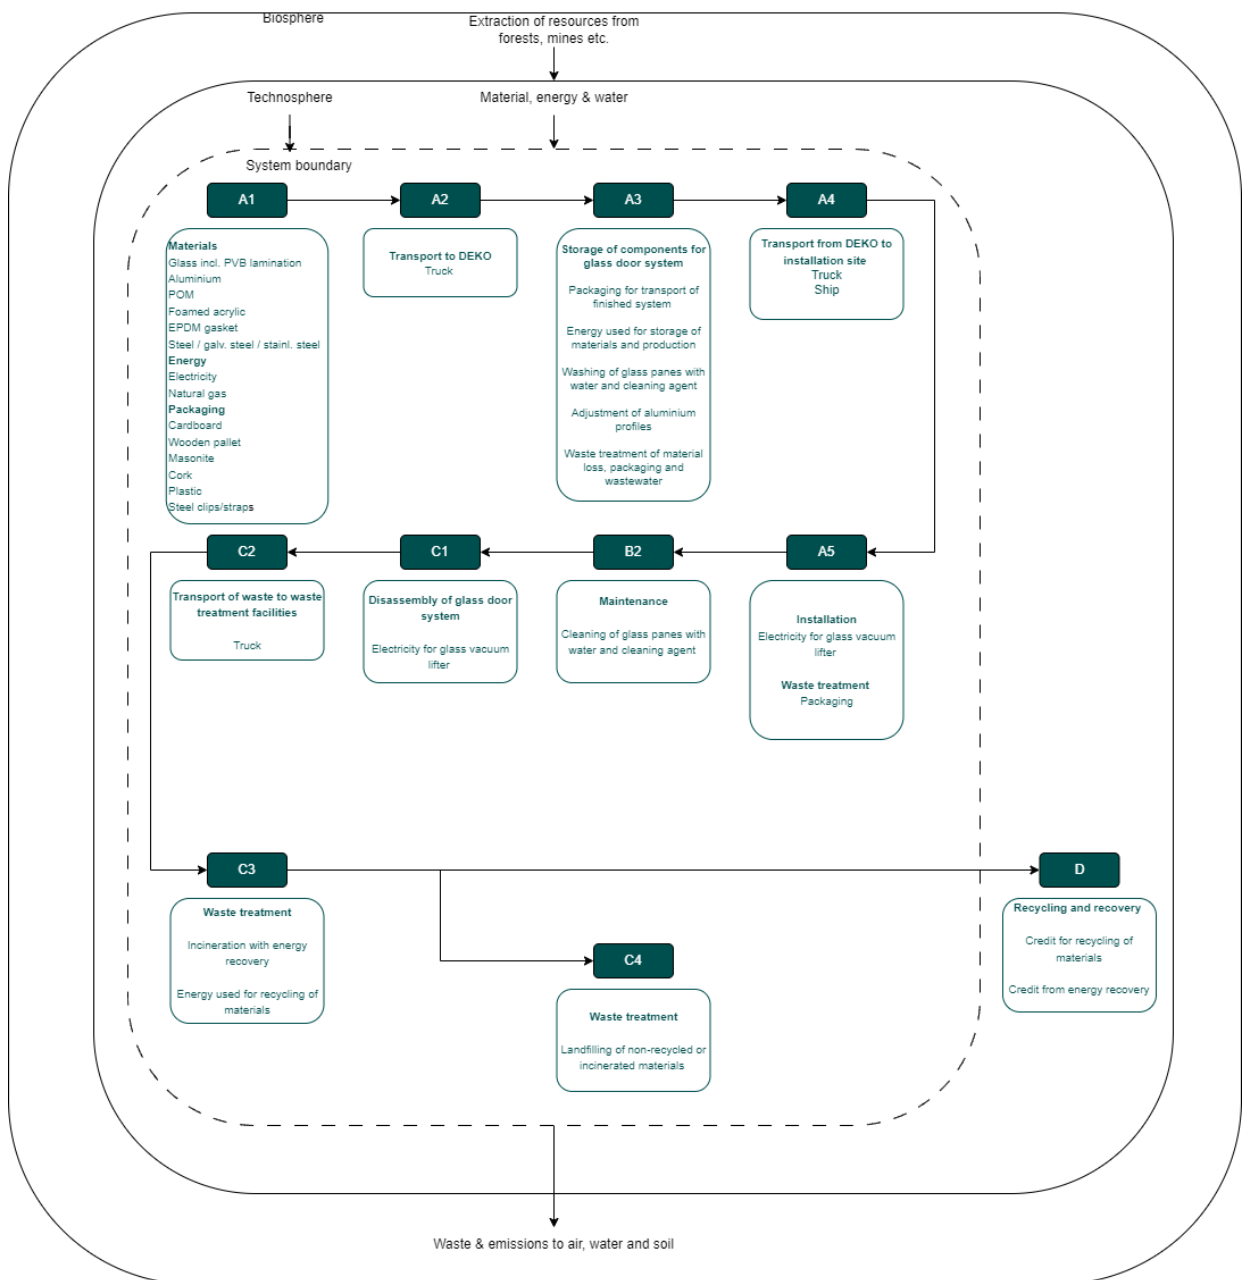 Biosphere
Extraction of resources from
forests, mines etc.
Technosphere
Material, energy & water
System boundary
A1
A2
A3
A4
Materials
Glass incl. PVB lamination
Aluminium
POM
Foamed acrylic
EPDM gasket
Steel / galv. steel / stainl. steel
Energy
Electricity
Natural gas
Packaging
Cardboard
Wooden pallet
Masonite
Cork
Plastic
Steel clips/straps
Transport to DEKO
Truck
Storage of components for
glass door system
Packaging for transport of
finished system
Energy used for storage of
materials and production
Washing of glass panes with
water and cleaning agent
Adjustment of aluminium
profiles
Waste treatment of material
loss, packaging and
wastewater
Transport from DEKO to
installation site
Truck
Ship
C2
C1
B2
A5
Transport of waste to waste
treatment facilities
Truck
Disassembly of glass door
system
Electricity for glass vacuum
lifter
Maintenance
Cleaning of glass panes with
water and cleaning agent
Installation
Electricity for glass vacuum
lifter
Waste treatment
Packaging
C3
D
Waste treatment
Incineration with energy
recovery
Energy used for recycling of
materials
Recycling and recovery
Credit for recycling of
materials
Credit from energy recovery
C4
Waste treatment
Landfilling of non-recycled or
incinerated materials
Waste & emissions to air, water and soil